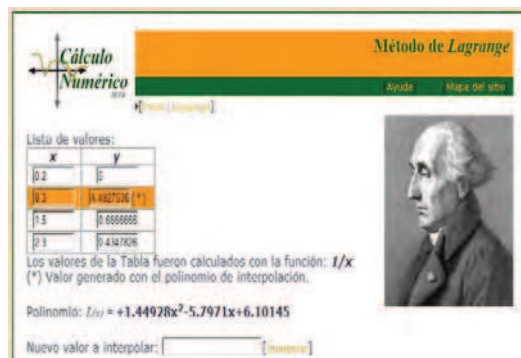 Cálculo
Numérico
Método de Lagrange
Ayuda Mapa del sitio
Lista de valores:
x y
0.2 5
0.3 4.4927536 (*)
1.5 0.6666666
2.3 0.4347826
Los valores de la Tabla fueron calculados con la función: 1/x
(*) Valor generado con el polinomio de interpolación.
Polinomio: L(x) = +1.44928x²-5.7971x+6.10145
Nuevo valor a interpolar: